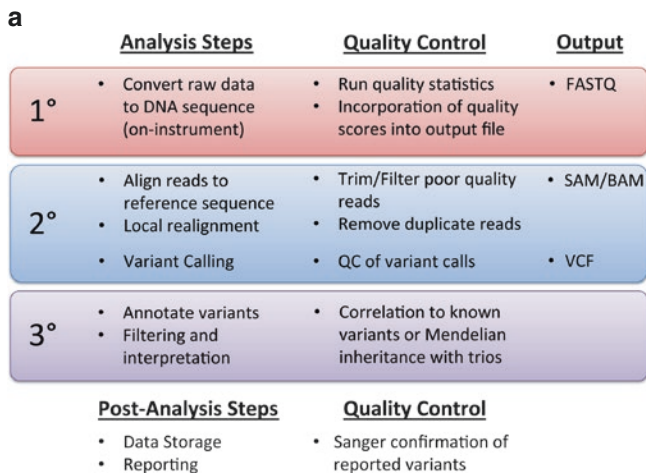 a
Analysis Steps Quality Control Output
1°
• Convert raw data
to DNA sequence
(on-instrument)
• Run quality statistics
• Incorporation of quality
scores into output file
• FASTQ
2°
• Align reads to
reference sequence
• Local realignment
• Variant Calling
• Trim/Filter poor quality
reads
• Remove duplicate reads
• QC of variant calls
• SAM/BAM
• VCF
3°
• Annotate variants
• Filtering and
interpretation
• Correlation to known
variants or Mendelian
inheritance with trios
Post-Analysis Steps Quality Control
• Data Storage
• Reporting
• Sanger confirmation of
reported variants